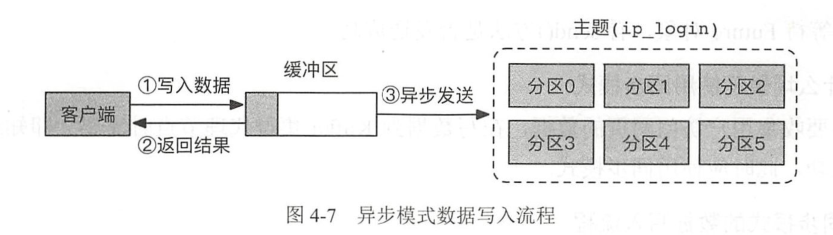 主题(ip_login)
缓冲区
①写入数据
③异步发送
客户端
②返回结果
分区0
分区1
分区2
分区3
分区4
分区5
图 4-7 异步模式数据写入流程